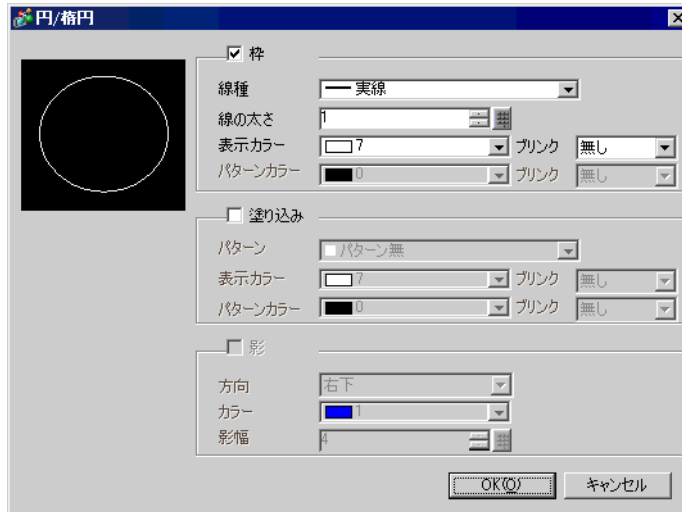 円/楕円
枠
線種 実線
線の太さ 1
表示カラー 7 ブリンク 無し
パターンカラー 0 ブリンク 無し
塗り込み
パターン パターン無
表示カラー 7 ブリンク 無し
パターンカラー 0 ブリンク 無し
影
方向 右下
カラー 1
影幅 4
OK(O) キャンセル